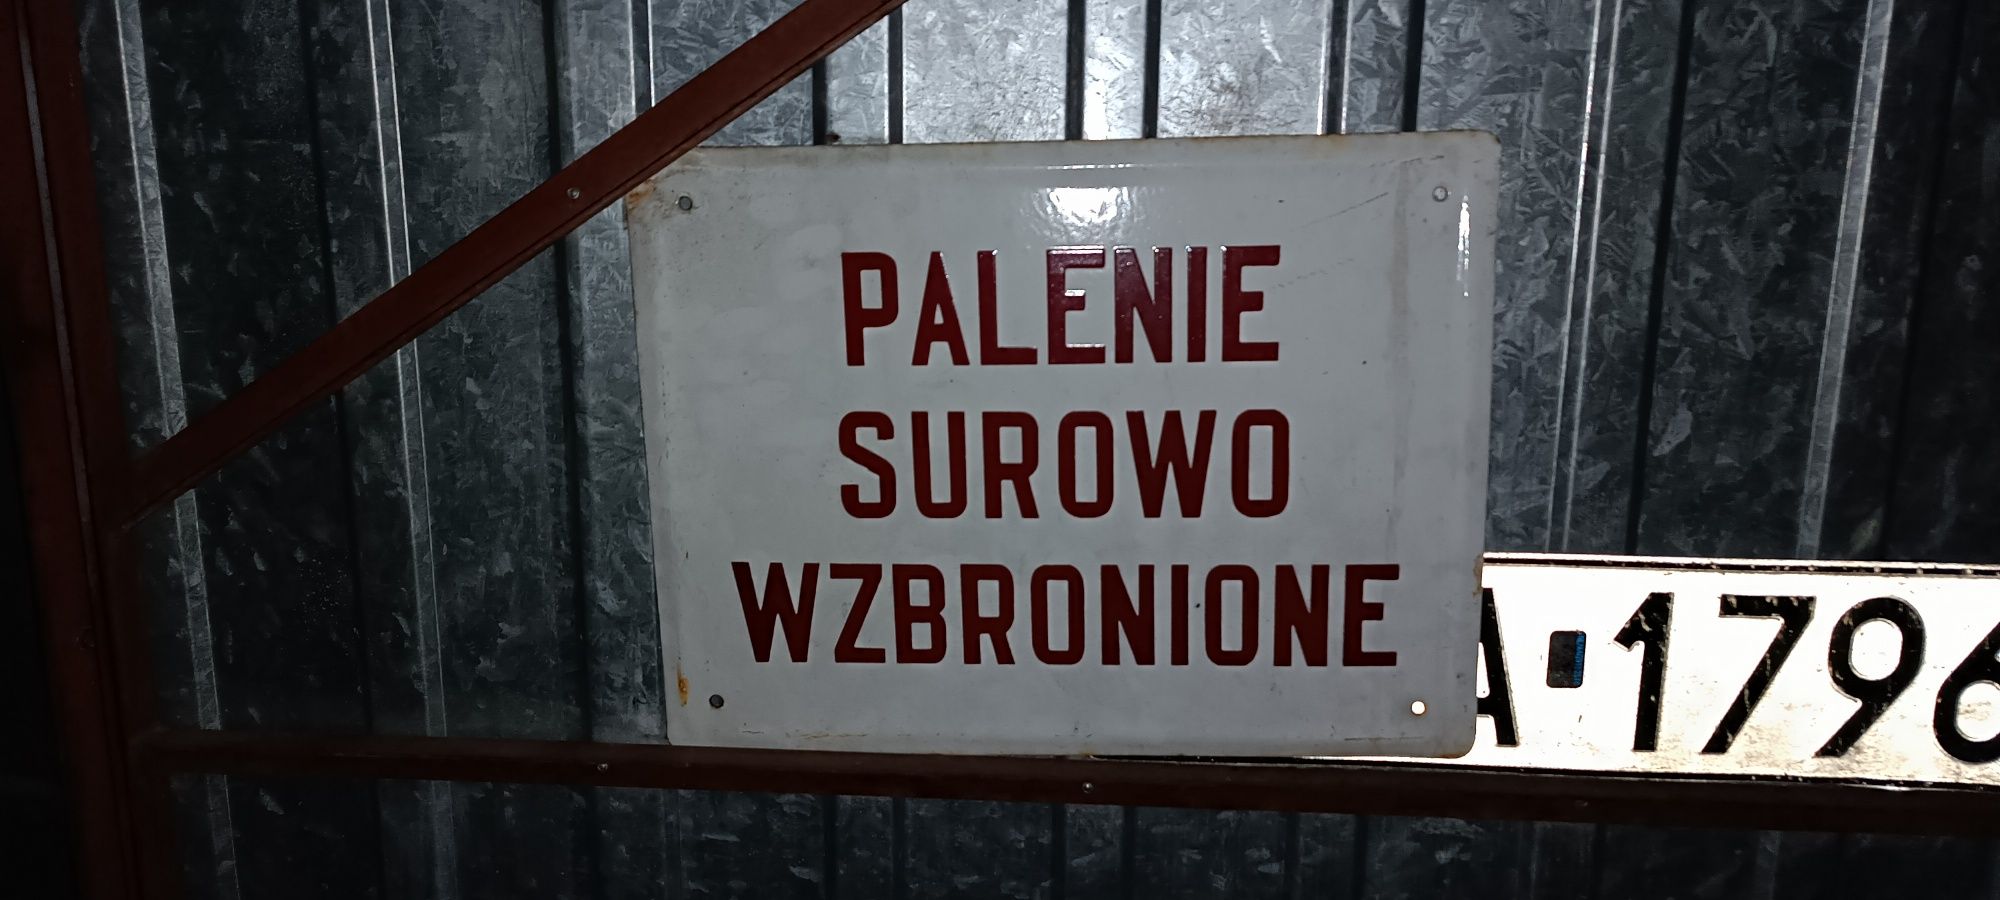 PALENIE
SUROWO
WZBRONIONE
A 1796